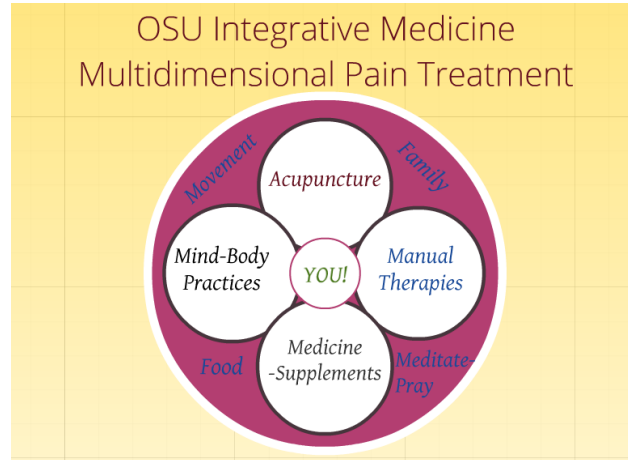 OSU Integrative Medicine
Multidimensional Pain Treatment
Movement
Family
Acupuncture
Mind-Body
Practices
YOU!
Manual
Therapies
Food
Medicine
-Supplements
Meditate-
Pray